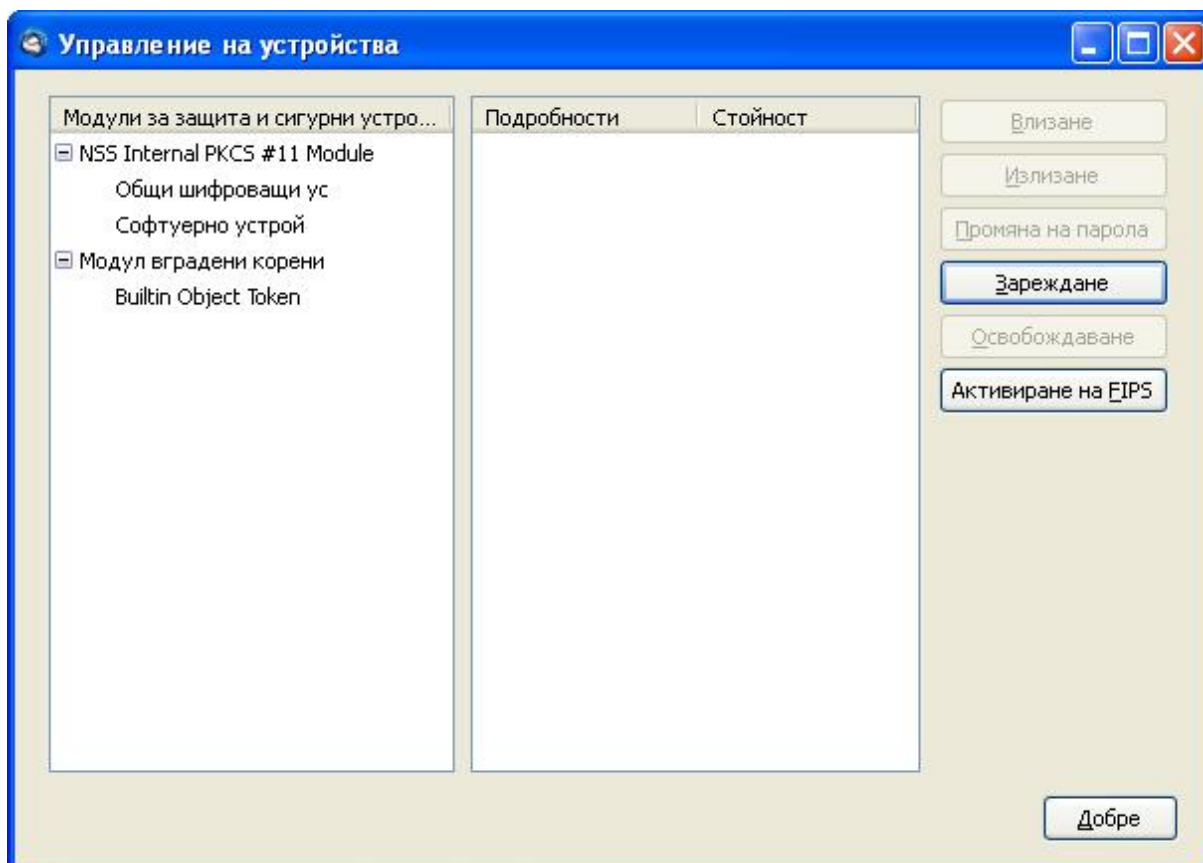 Управление на устройства
Модули за защита и сигурни устро...
NSS Internal PKCS #11 Module
Общи шифроващи ус
Софтуерно устрой
Модул вградени корени
Builtin Object Token
Подробности Стойност
Влизане
Излизане
Промяна на парола
Зареждане
Освобождаване
Активиране на FIPS
Добре